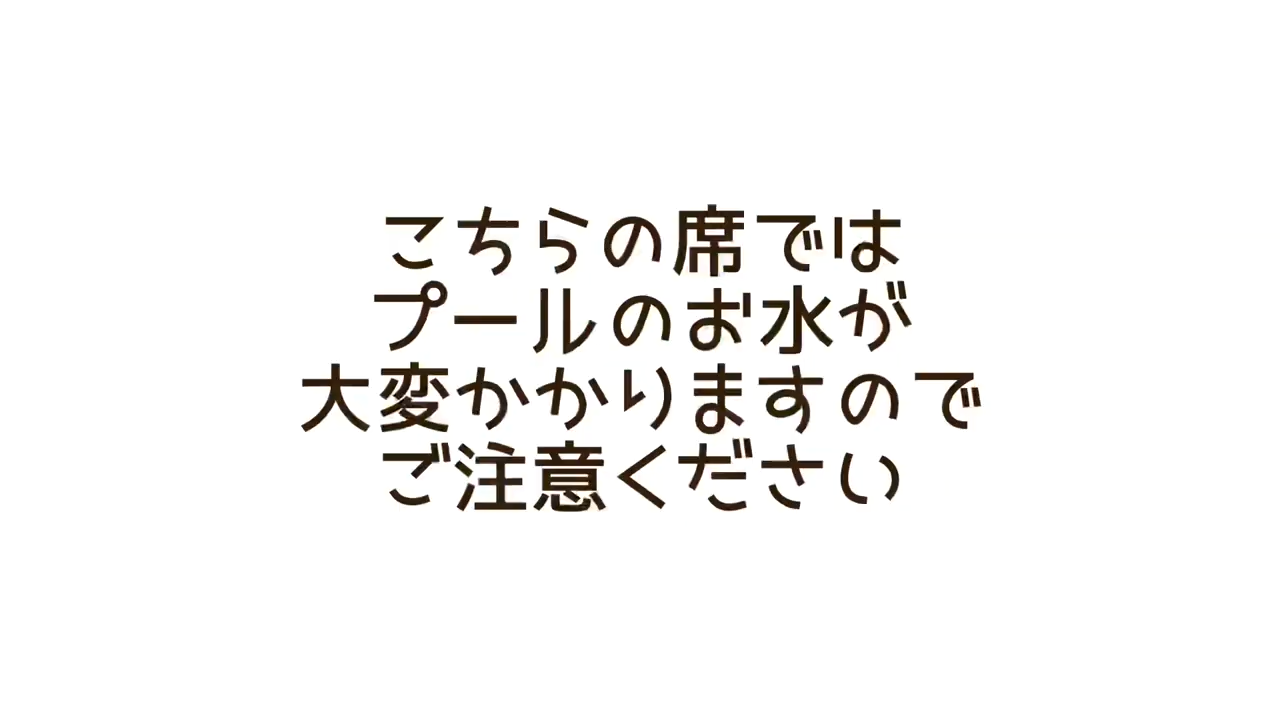 こちらの席では
プールのお水が
大変かかりますので
ご注意ください